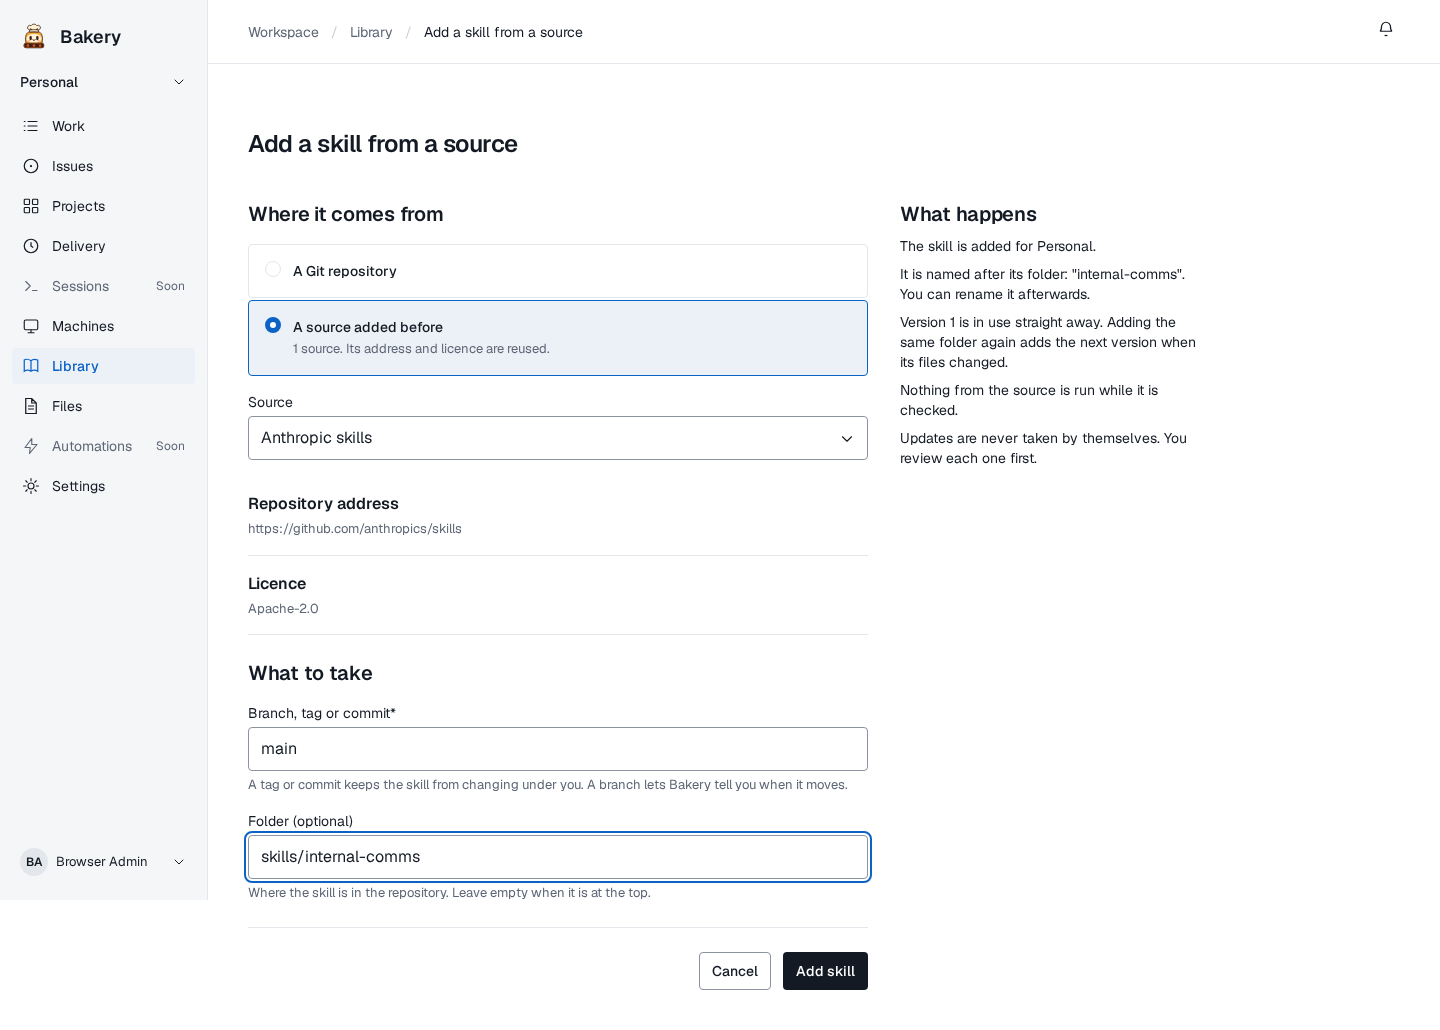 Bakery
Personal
Work
Issues
Projects
Delivery
Sessions Soon
Machines
Library
Files
Automations Soon
Settings
BA Browser Admin
Workspace / Library / Add a skill from a source
Add a skill from a source
Where it comes from
A Git repository
A source added before
1 source. Its address and licence are reused.
Source
Anthropic skills
Repository address
https://github.com/anthropics/skills
Licence
Apache-2.0
What to take
Branch, tag or commit*
main
A tag or commit keeps the skill from changing under you. A branch lets Bakery tell you when it moves.
Folder (optional)
skills/internal-comms
Where the skill is in the repository. Leave empty when it is at the top.
Cancel
Add skill
What happens
The skill is added for Personal.
It is named after its folder: "internal-comms".
You can rename it afterwards.
Version 1 is in use straight away. Adding the
same folder again adds the next version when
its files changed.
Nothing from the source is run while it is
checked.
Updates are never taken by themselves. You
review each one first.